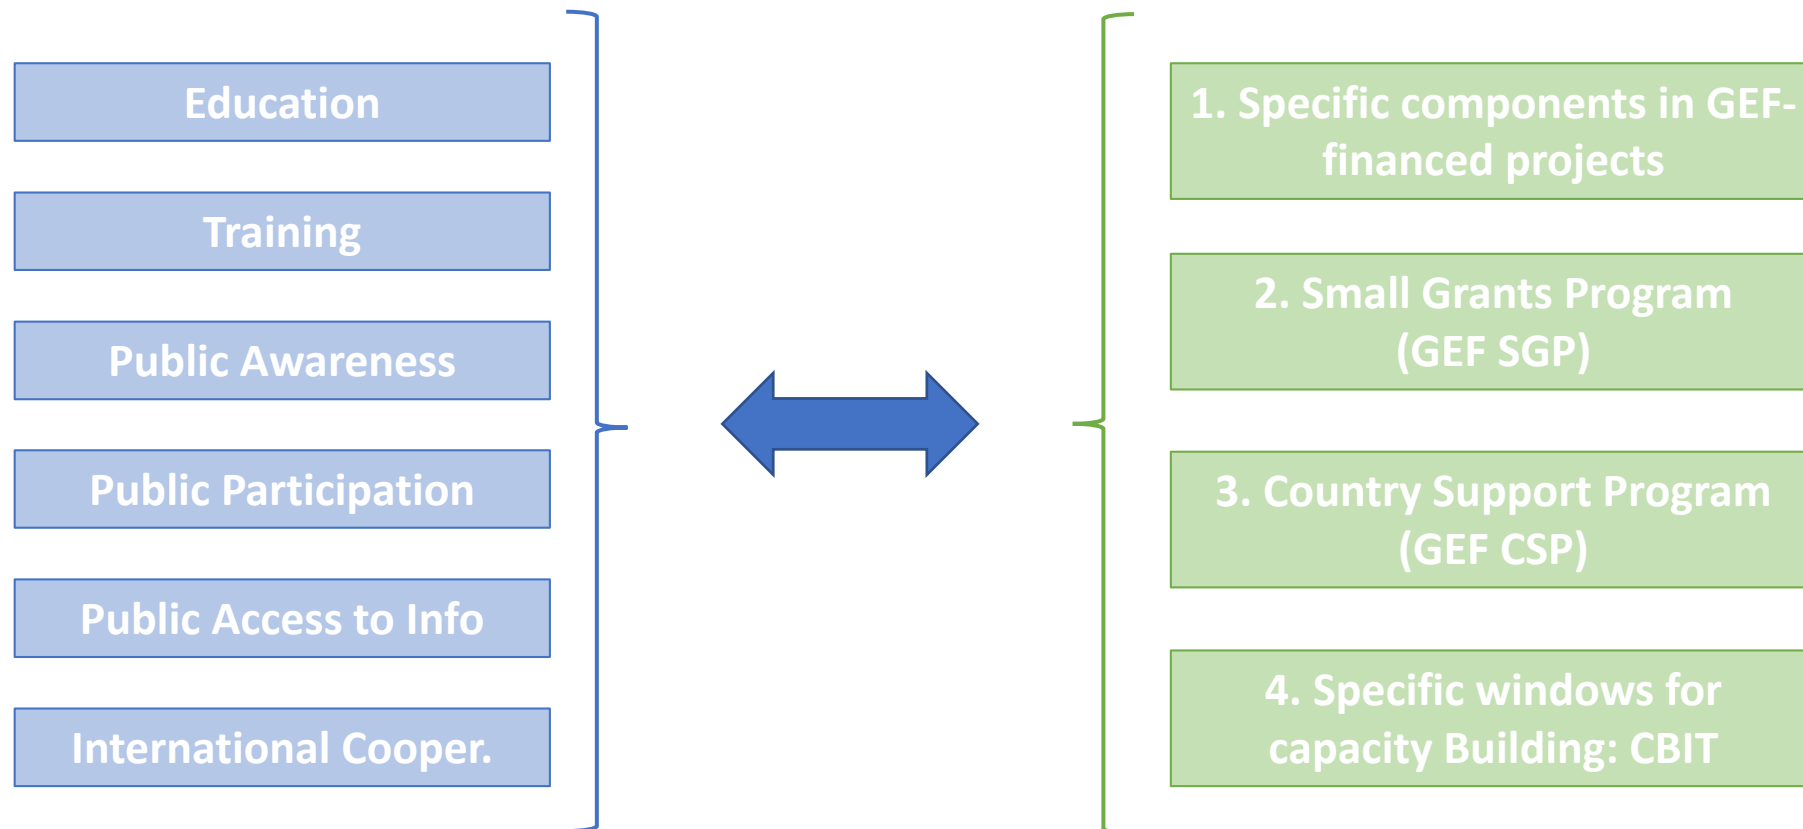 Education
Training
Public Awareness
Public Participation
Public Access to Info
International Cooper.
1. Specific components in GEF-
financed projects
2. Small Grants Program
(GEF SGP)
3. Country Support Program
(GEF CSP)
4. Specific windows for
capacity Building: CBIT